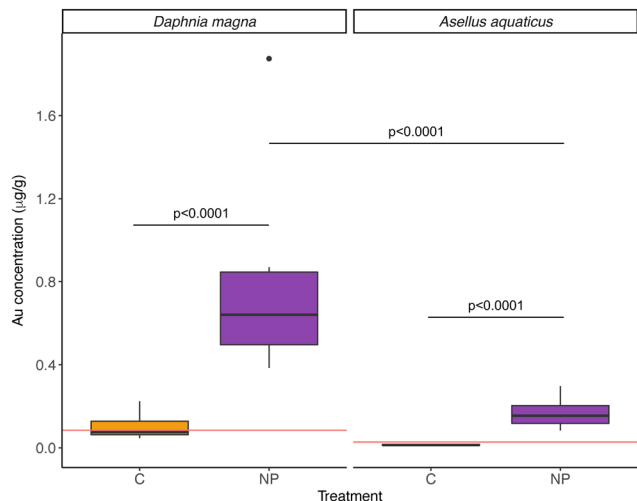 Daphnia magna
Asellus aquaticus
Au concentration (µg/g)
1.6
1.2
0.8
0.4
0.0
p<0.0001
p<0.0001
p<0.0001
C
NP
C
NP
Treatment